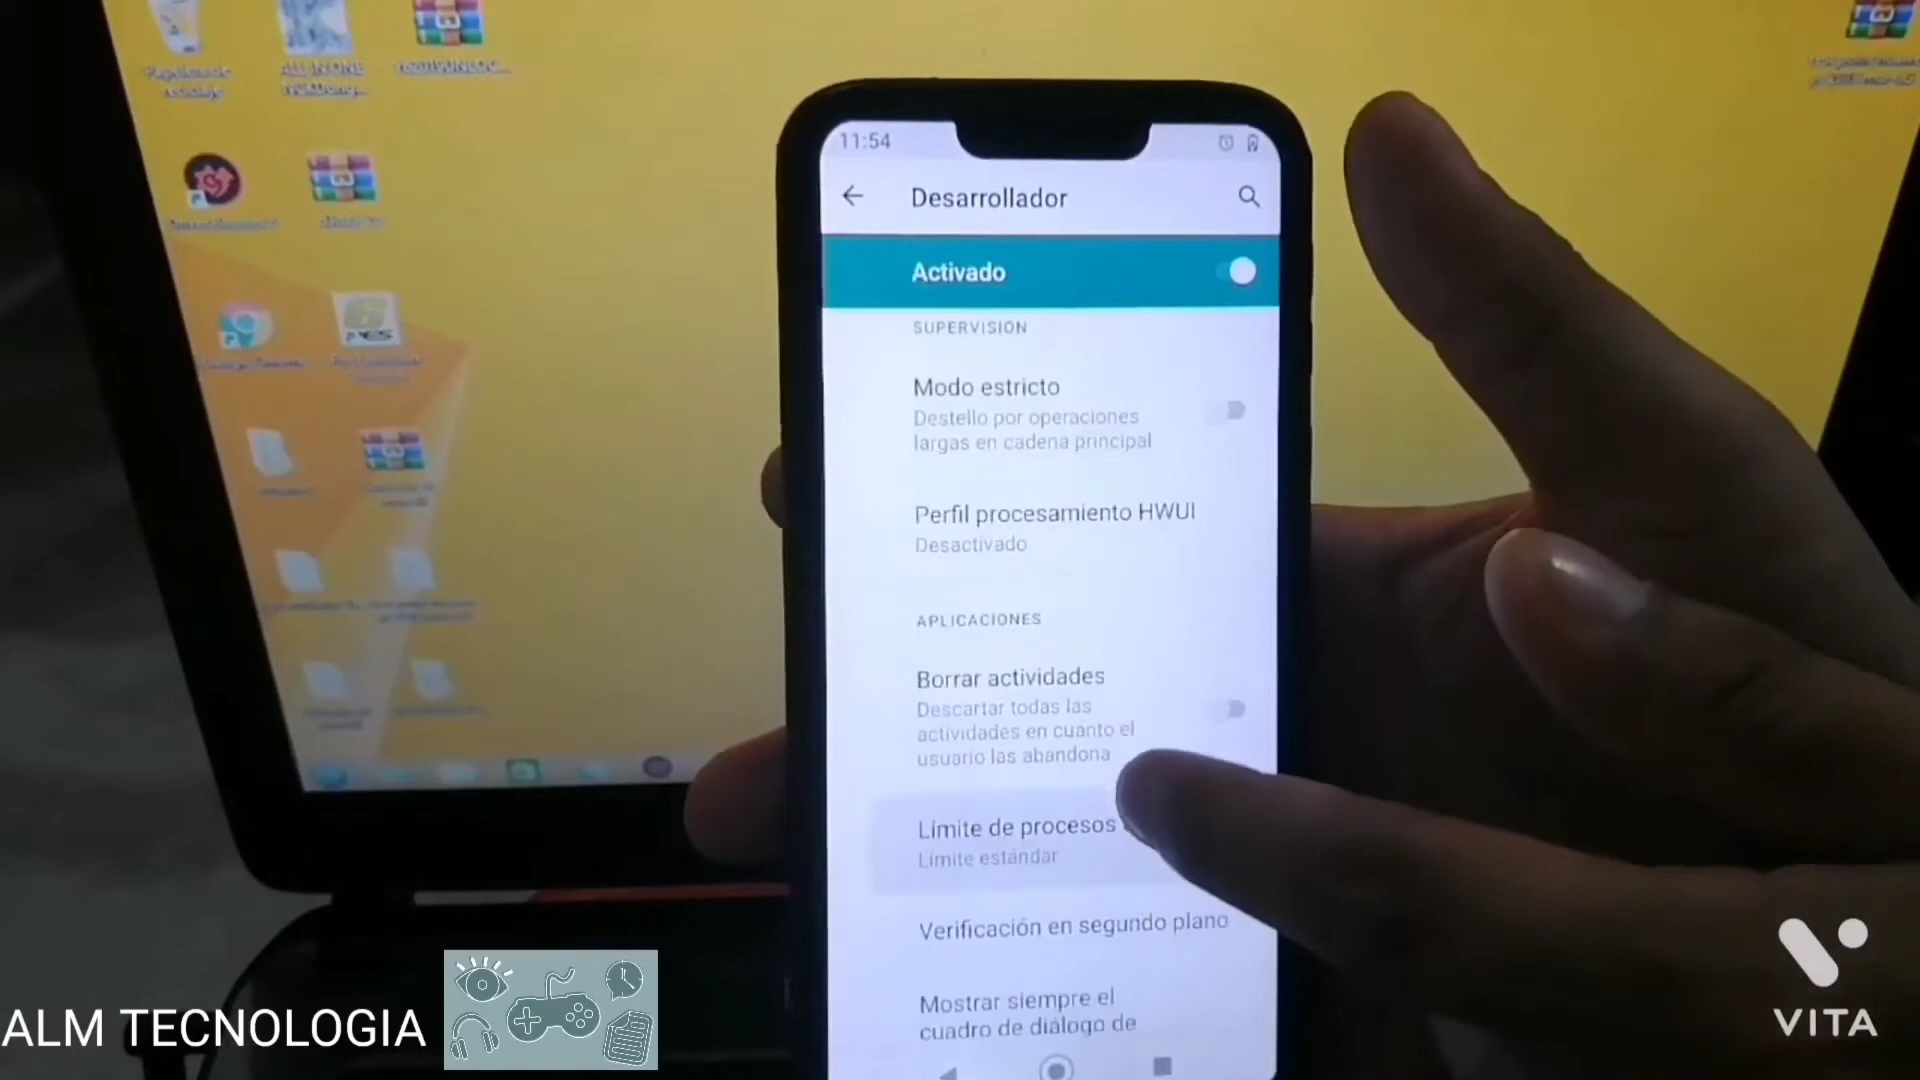 11:54
Desarrollador
Activado
SUPERVISIÓN
Modo estricto
Destello por operaciones
largas en cadena principal
Perfil procesamiento HWUI
Desactivado
APLICACIONES
Borrar actividades
Descartar todas las
actividades en cuanto el
usuario las abandona
Límite de procesos
Límite estándar
Verificación en segundo plano
Mostrar siempre el
cuadro de diálogo de
ALM TECNOLOGIA
VITA